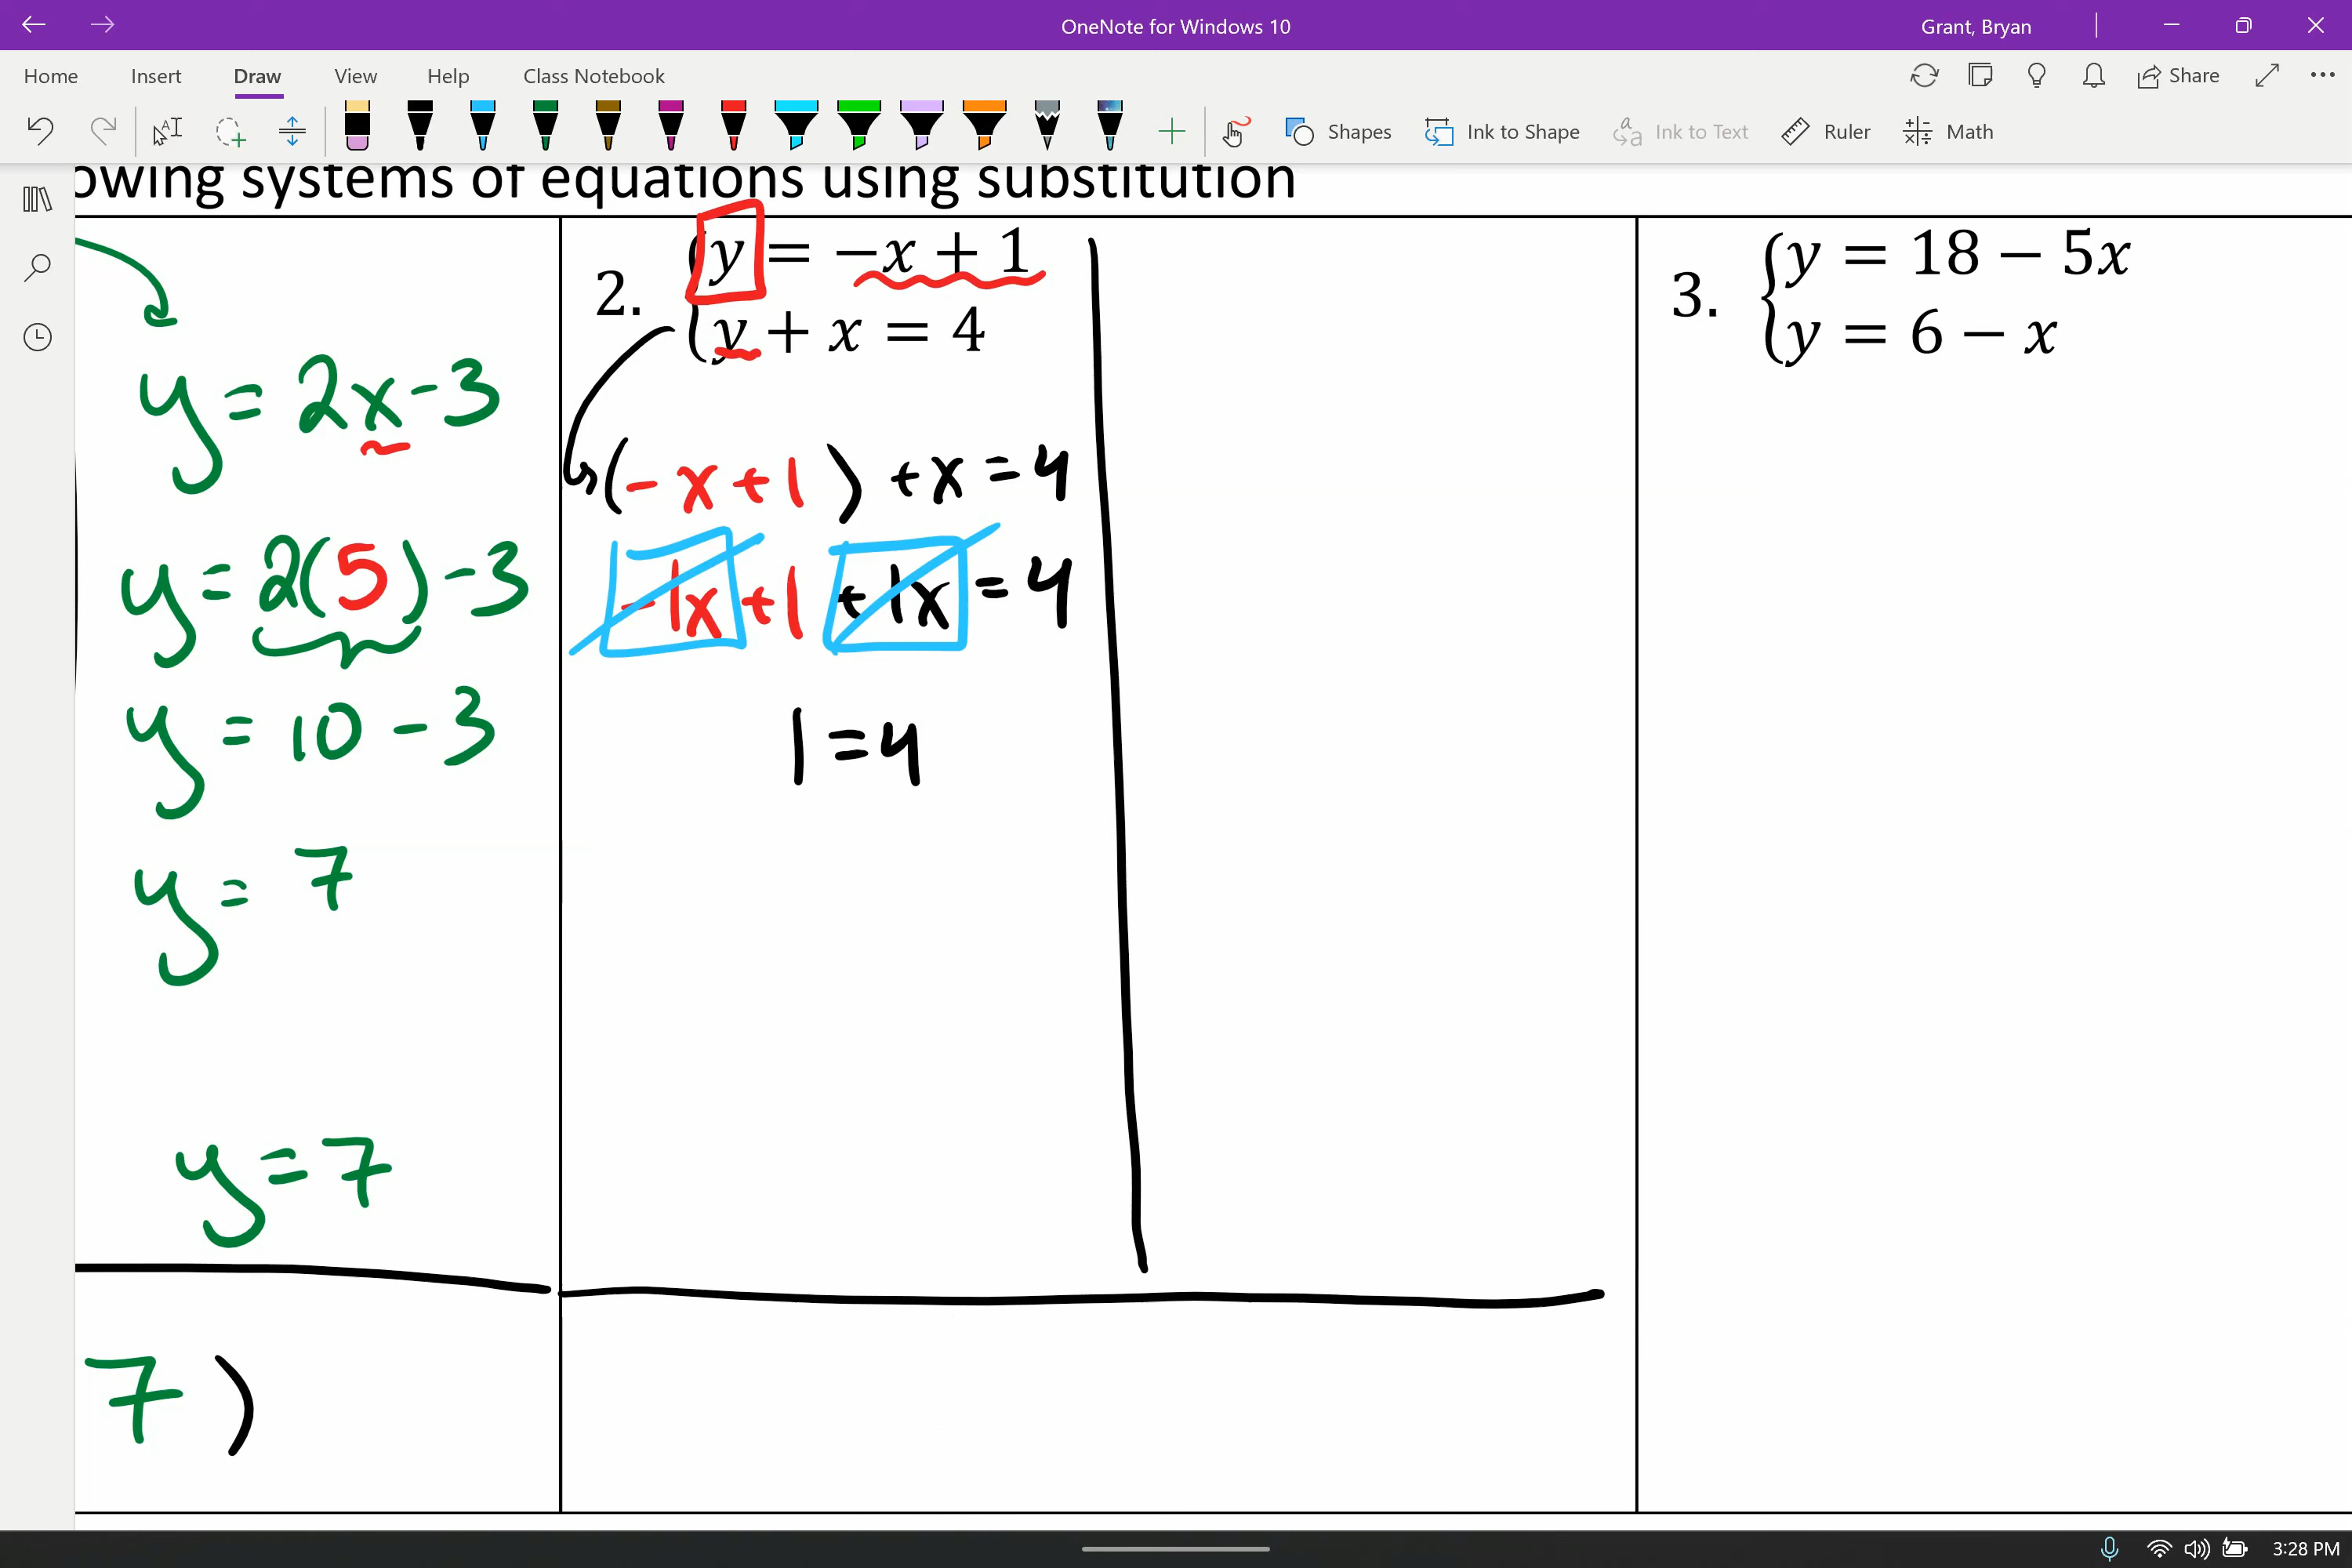 OneNote for Windows 10
Grant, Bryan
Home Insert Draw View Help Class Notebook Share
Shapes Ink to Shape Ink to Text Ruler Math
owing systems of equations using substitution
y = 2x - 3
y = 2(5) - 3
y = 10 - 3
y = 7
y = 7
7 )
2. { y = −x + 1
y + x = 4
(-x + 1) + x = 4
-1x + 1 + 1x = 4
1 = 4
3. { y = 18 − 5x
y = 6 − x
3:28 PM